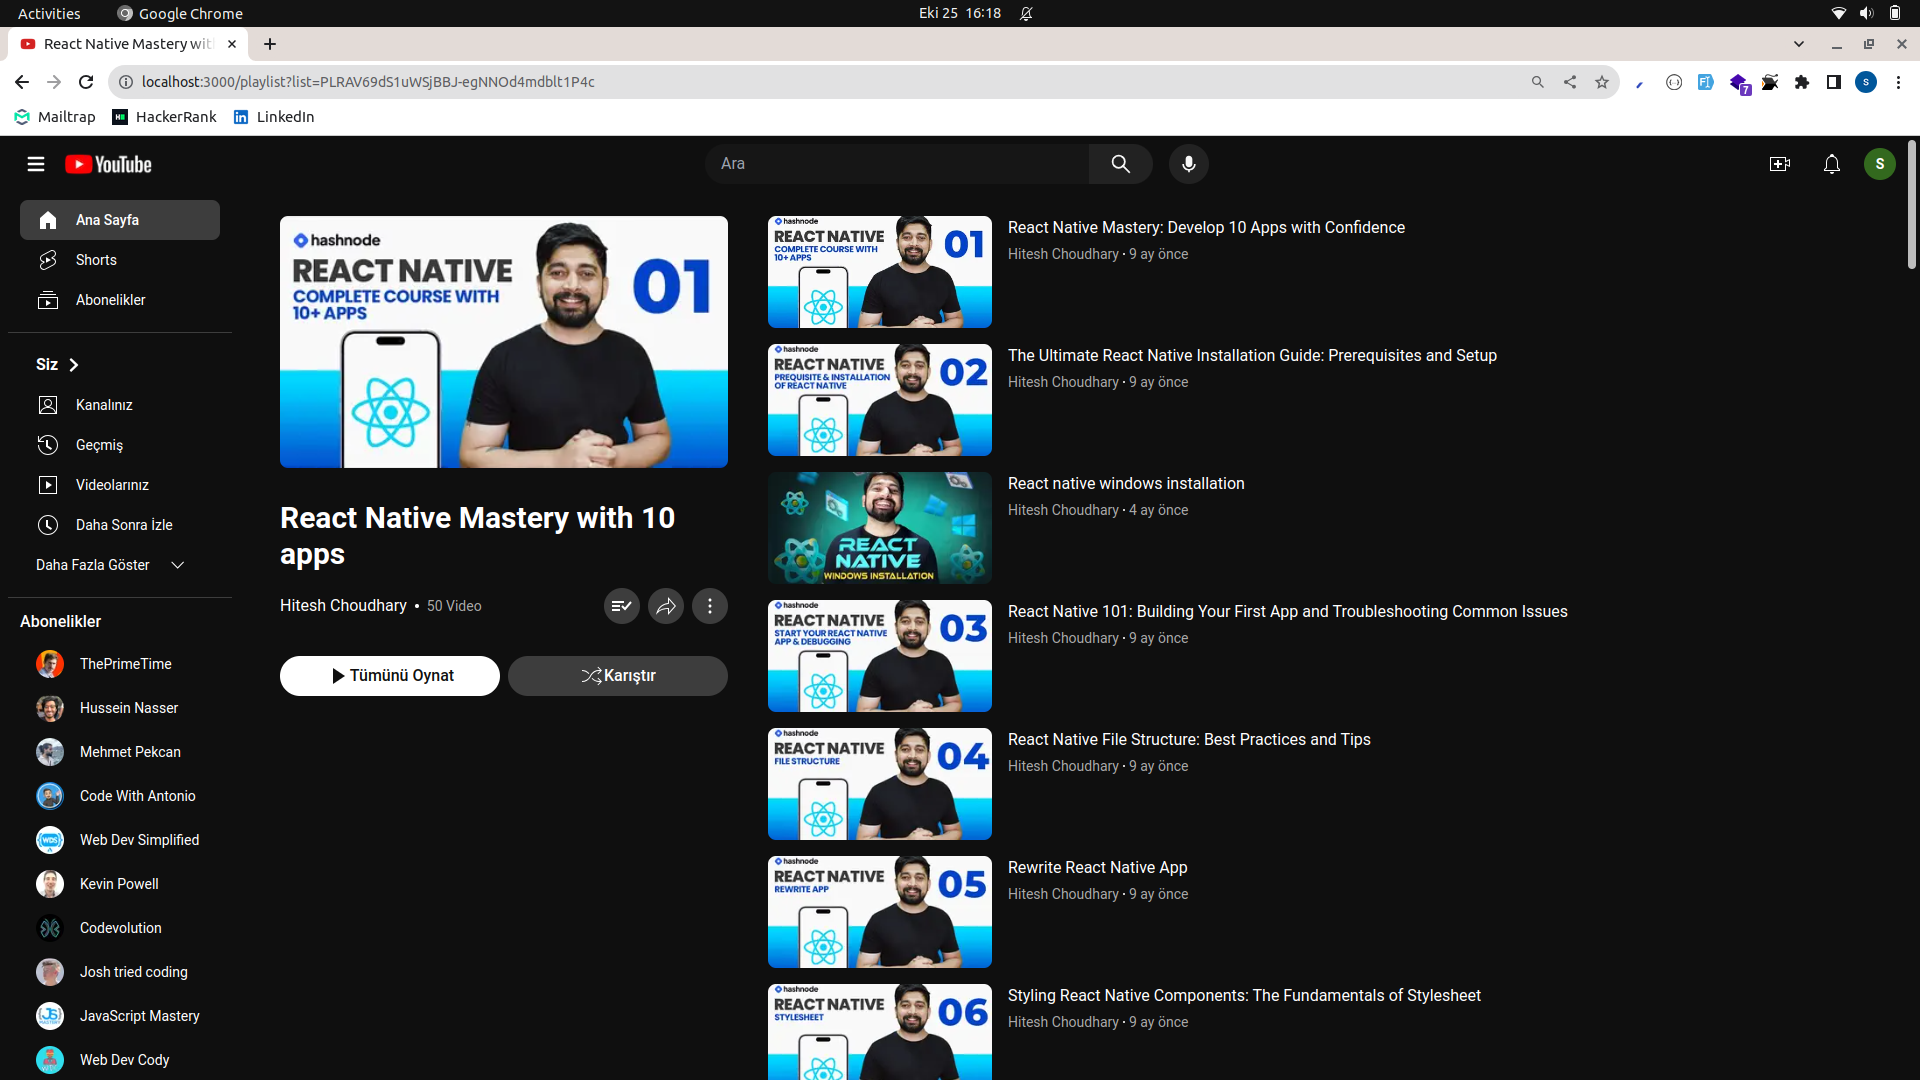 Activities
Google Chrome
Eki 25 16:18
React Native Mastery wit
localhost:3000/playlist?list=PLRAV69dS1uWSjBBJ-egNNOd4mdblt1P4c
7
S
Mailtrap
HackerRank
LinkedIn
YouTube
Ara
S
Ana Sayfa
Shorts
Abonelikler
Siz
Kanalınız
Geçmiş
Videolarınız
Daha Sonra İzle
Daha Fazla Göster
Abonelikler
ThePrimeTime
Hussein Nasser
Mehmet Pekcan
Code With Antonio
Web Dev Simplified
Kevin Powell
Codevolution
Josh tried coding
JavaScript Mastery
Web Dev Cody
hashnode
REACT NATIVE
COMPLETE COURSE WITH
10+ APPS
01
React Native Mastery with 10
apps
Hitesh Choudhary • 50 Video
Tümünü Oynat
Karıştır
hashnode
REACT NATIVE
COMPLETE COURSE WITH
10+ APPS
01
React Native Mastery: Develop 10 Apps with Confidence
Hitesh Choudhary • 9 ay önce
hashnode
REACT NATIVE
PREQUISITE & INSTALLATION
OF REACT NATIVE
02
The Ultimate React Native Installation Guide: Prerequisites and Setup
Hitesh Choudhary • 9 ay önce
REACT
NATIVE
WINDOWS INSTALLATION
React native windows installation
Hitesh Choudhary • 4 ay önce
hashnode
REACT NATIVE
START YOUR REACT NATIVE
APP & DEBUGGING
03
React Native 101: Building Your First App and Troubleshooting Common Issues
Hitesh Choudhary • 9 ay önce
hashnode
REACT NATIVE
FILE STRUCTURE
04
React Native File Structure: Best Practices and Tips
Hitesh Choudhary • 9 ay önce
hashnode
REACT NATIVE
REWRITE APP
05
Rewrite React Native App
Hitesh Choudhary • 9 ay önce
hashnode
REACT NATIVE
STYLESHEET
06
Styling React Native Components: The Fundamentals of Stylesheet
Hitesh Choudhary • 9 ay önce